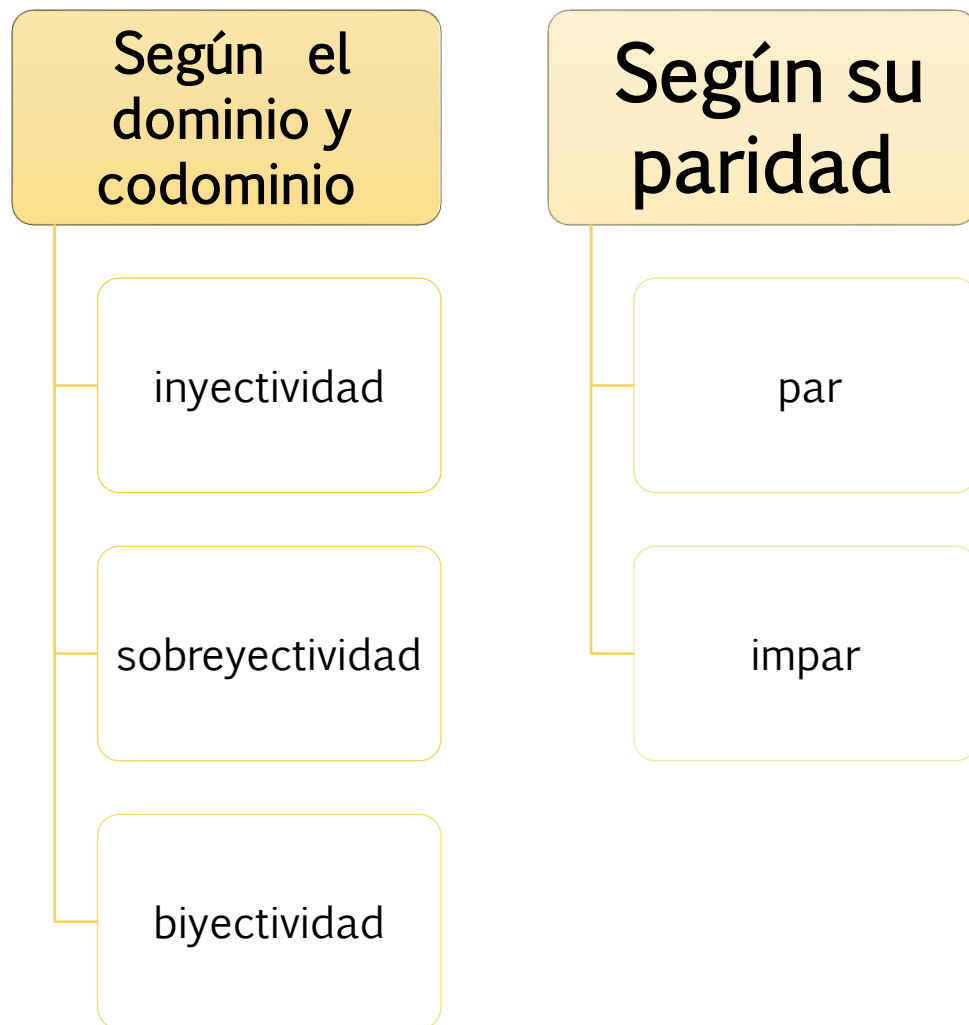 Según el
dominio y
codominio
inyectividad
sobreyectividad
biyectividad
Según su
paridad
par
impar